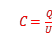 C = Q/U